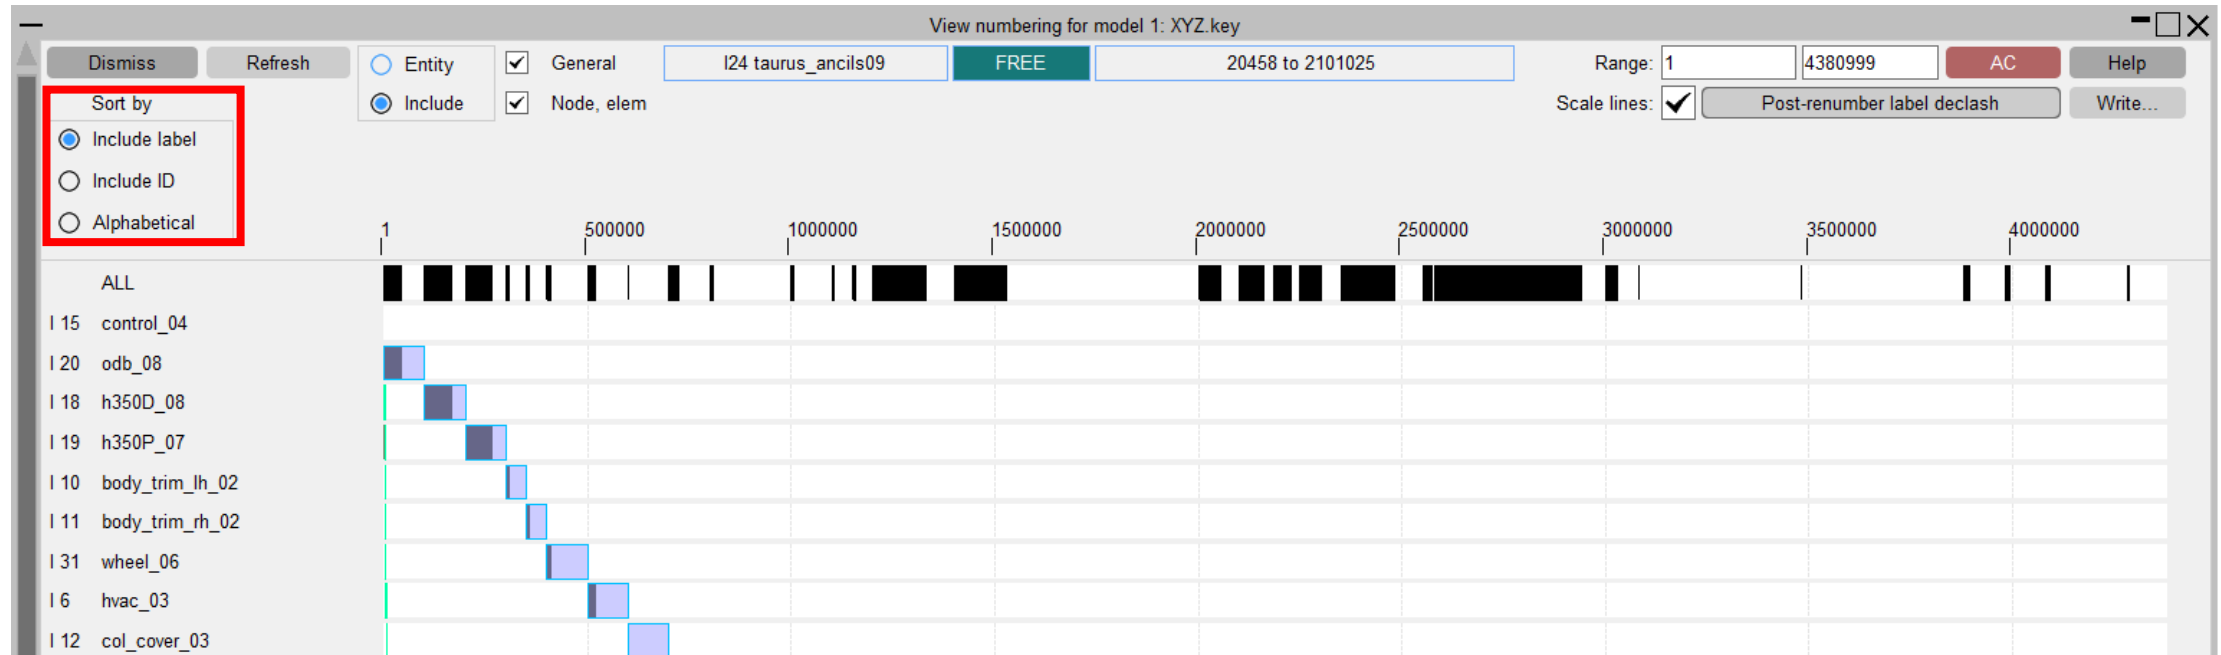 View numbering for model 1: XYZ.key
Dismiss Refresh Entity General I24 taurus_ancils09 FREE 20458 to 2101025 Range: 1 4380999 AC Help
Sort by Include Node, elem Scale lines: Post-renumber label declash Write...
Include label
Include ID
Alphabetical
1 500000 1000000 1500000 2000000 2500000 3000000 3500000 4000000
ALL
I 15 control_04
I 20 odb_08
I 18 h350D_08
I 19 h350P_07
I 10 body_trim_lh_02
I 11 body_trim_rh_02
I 31 wheel_06
I 6 hvac_03
I 12 col_cover_03